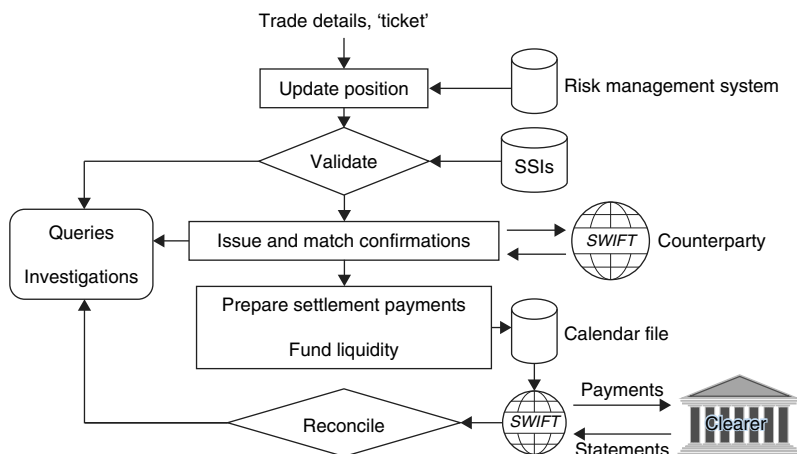 Trade details, ‘ticket’
Update position
Risk management system
Validate
SSIs
Queries
Investigations
Issue and match confirmations
SWIFT
Counterparty
Prepare settlement payments
Fund liquidity
Calendar file
Payments
Reconcile
SWIFT
Clearer
Statements